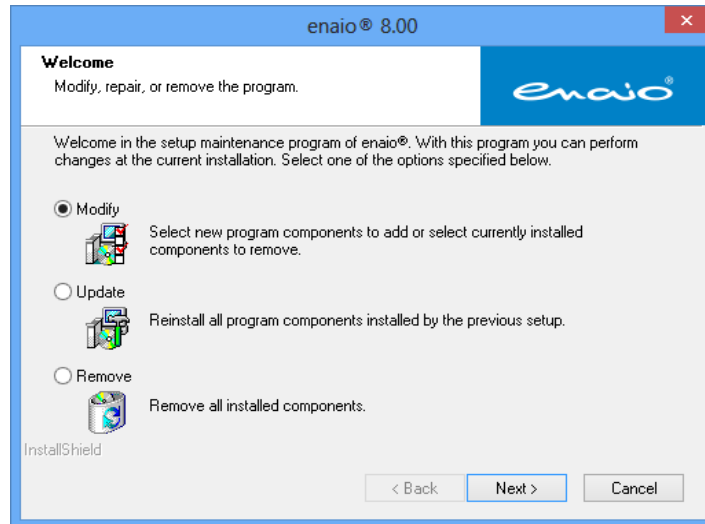 enaio® 8.00
Welcome
Modify, repair, or remove the program.
enaio®
Welcome in the setup maintenance program of enaio®. With this program you can perform
changes at the current installation. Select one of the options specified below.
Modify
Select new program components to add or select currently installed
components to remove.
Update
Reinstall all program components installed by the previous setup.
Remove
Remove all installed components.
InstallShield
< Back
Next >
Cancel